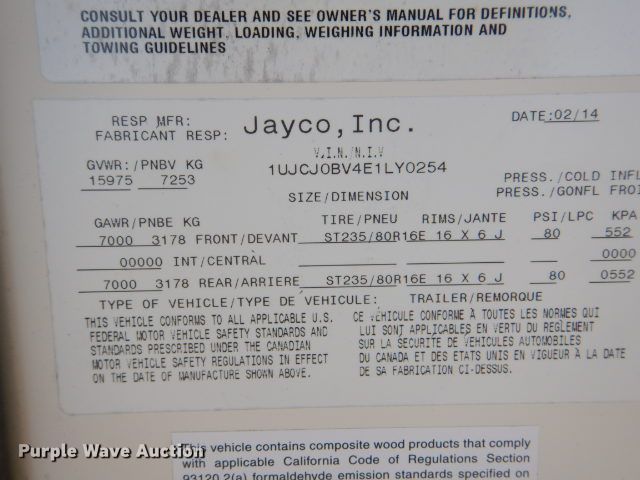 CONSULT YOUR DEALER AND SEE OWNER'S MANUAL FOR DEFINITIONS,
ADDITIONAL WEIGHT, LOADING, WEIGHING INFORMATION AND
TOWING GUIDELINES
RESP MFR: Jayco, Inc. DATE: 02/14
FABRICANT RESP:
V.I.N./N.I.V
GVWR:/PNBV KG 1UJCJ0BV4E1LY0254
15975 7253 PRESS./COLD INFL
SIZE/DIMENSION PRESS./GONFL FROI
GAWR/PNBE KG TIRE/PNEU RIMS/JANTE PSI/LPC KPA
7000 3178 FRONT/DEVANT ST235/80R16E 16 X 6 J 80 552
00000 INT/CENTRAL 0000
7000 3178 REAR/ARRIERE ST235/80R16E 16 X 6 J 80 0552
TYPE OF VEHICLE/TYPE DE VEHICULE: TRAILER/REMORQUE
THIS VEHICLE CONFORMS TO ALL APPLICABLE U.S.
FEDERAL MOTOR VEHICLE SAFETY STANDARDS AND
STANDARDS PRESCRIBED UNDER THE CANADIAN
MOTOR VEHICLE SAFETY REGULATIONS IN EFFECT
ON THE DATE OF MANUFACTURE SHOWN ABOVE.
CE VÉHICULE CONFORME À TOUTES LES NORMES QUI
LUI SONT APPLICABLES EN VERTU DU RÈGLEMENT
SUR LA SÉCURITÉ DE VÉHICULES AUTOMOBILES
DU CANADA ET DES ÉTATS UNIS EN VIGUEUR À LA DATE
DE SA FABRICATION CI-DESSUS.
This vehicle contains composite wood products that comply
with applicable California Code of Regulations Section
93120.2(a) formaldehyde emission standards specified on
Purple Wave Auction